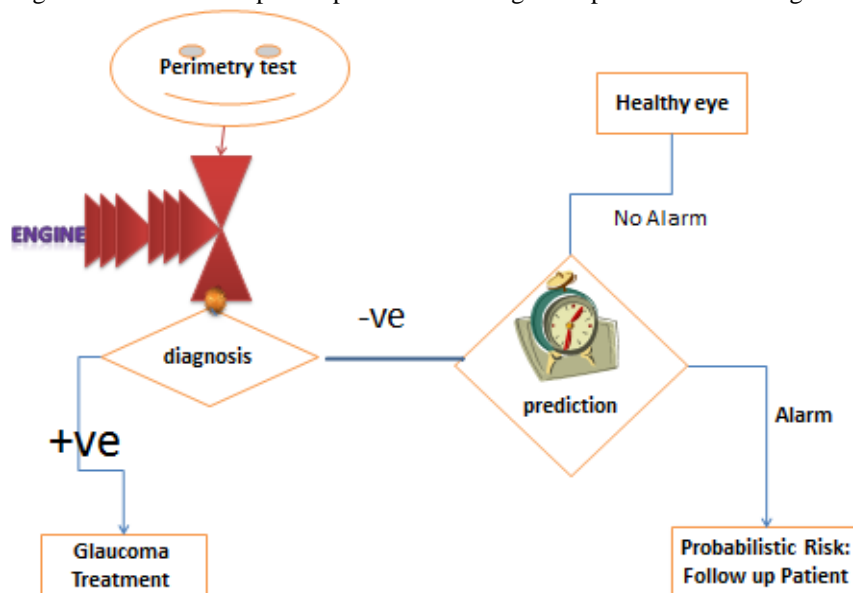 Perimetry test
Healthy eye
ENGINE
No Alarm
-ve
diagnosis
prediction
+ve
Alarm
Glaucoma
Treatment
Probabilistic Risk:
Follow up Patient